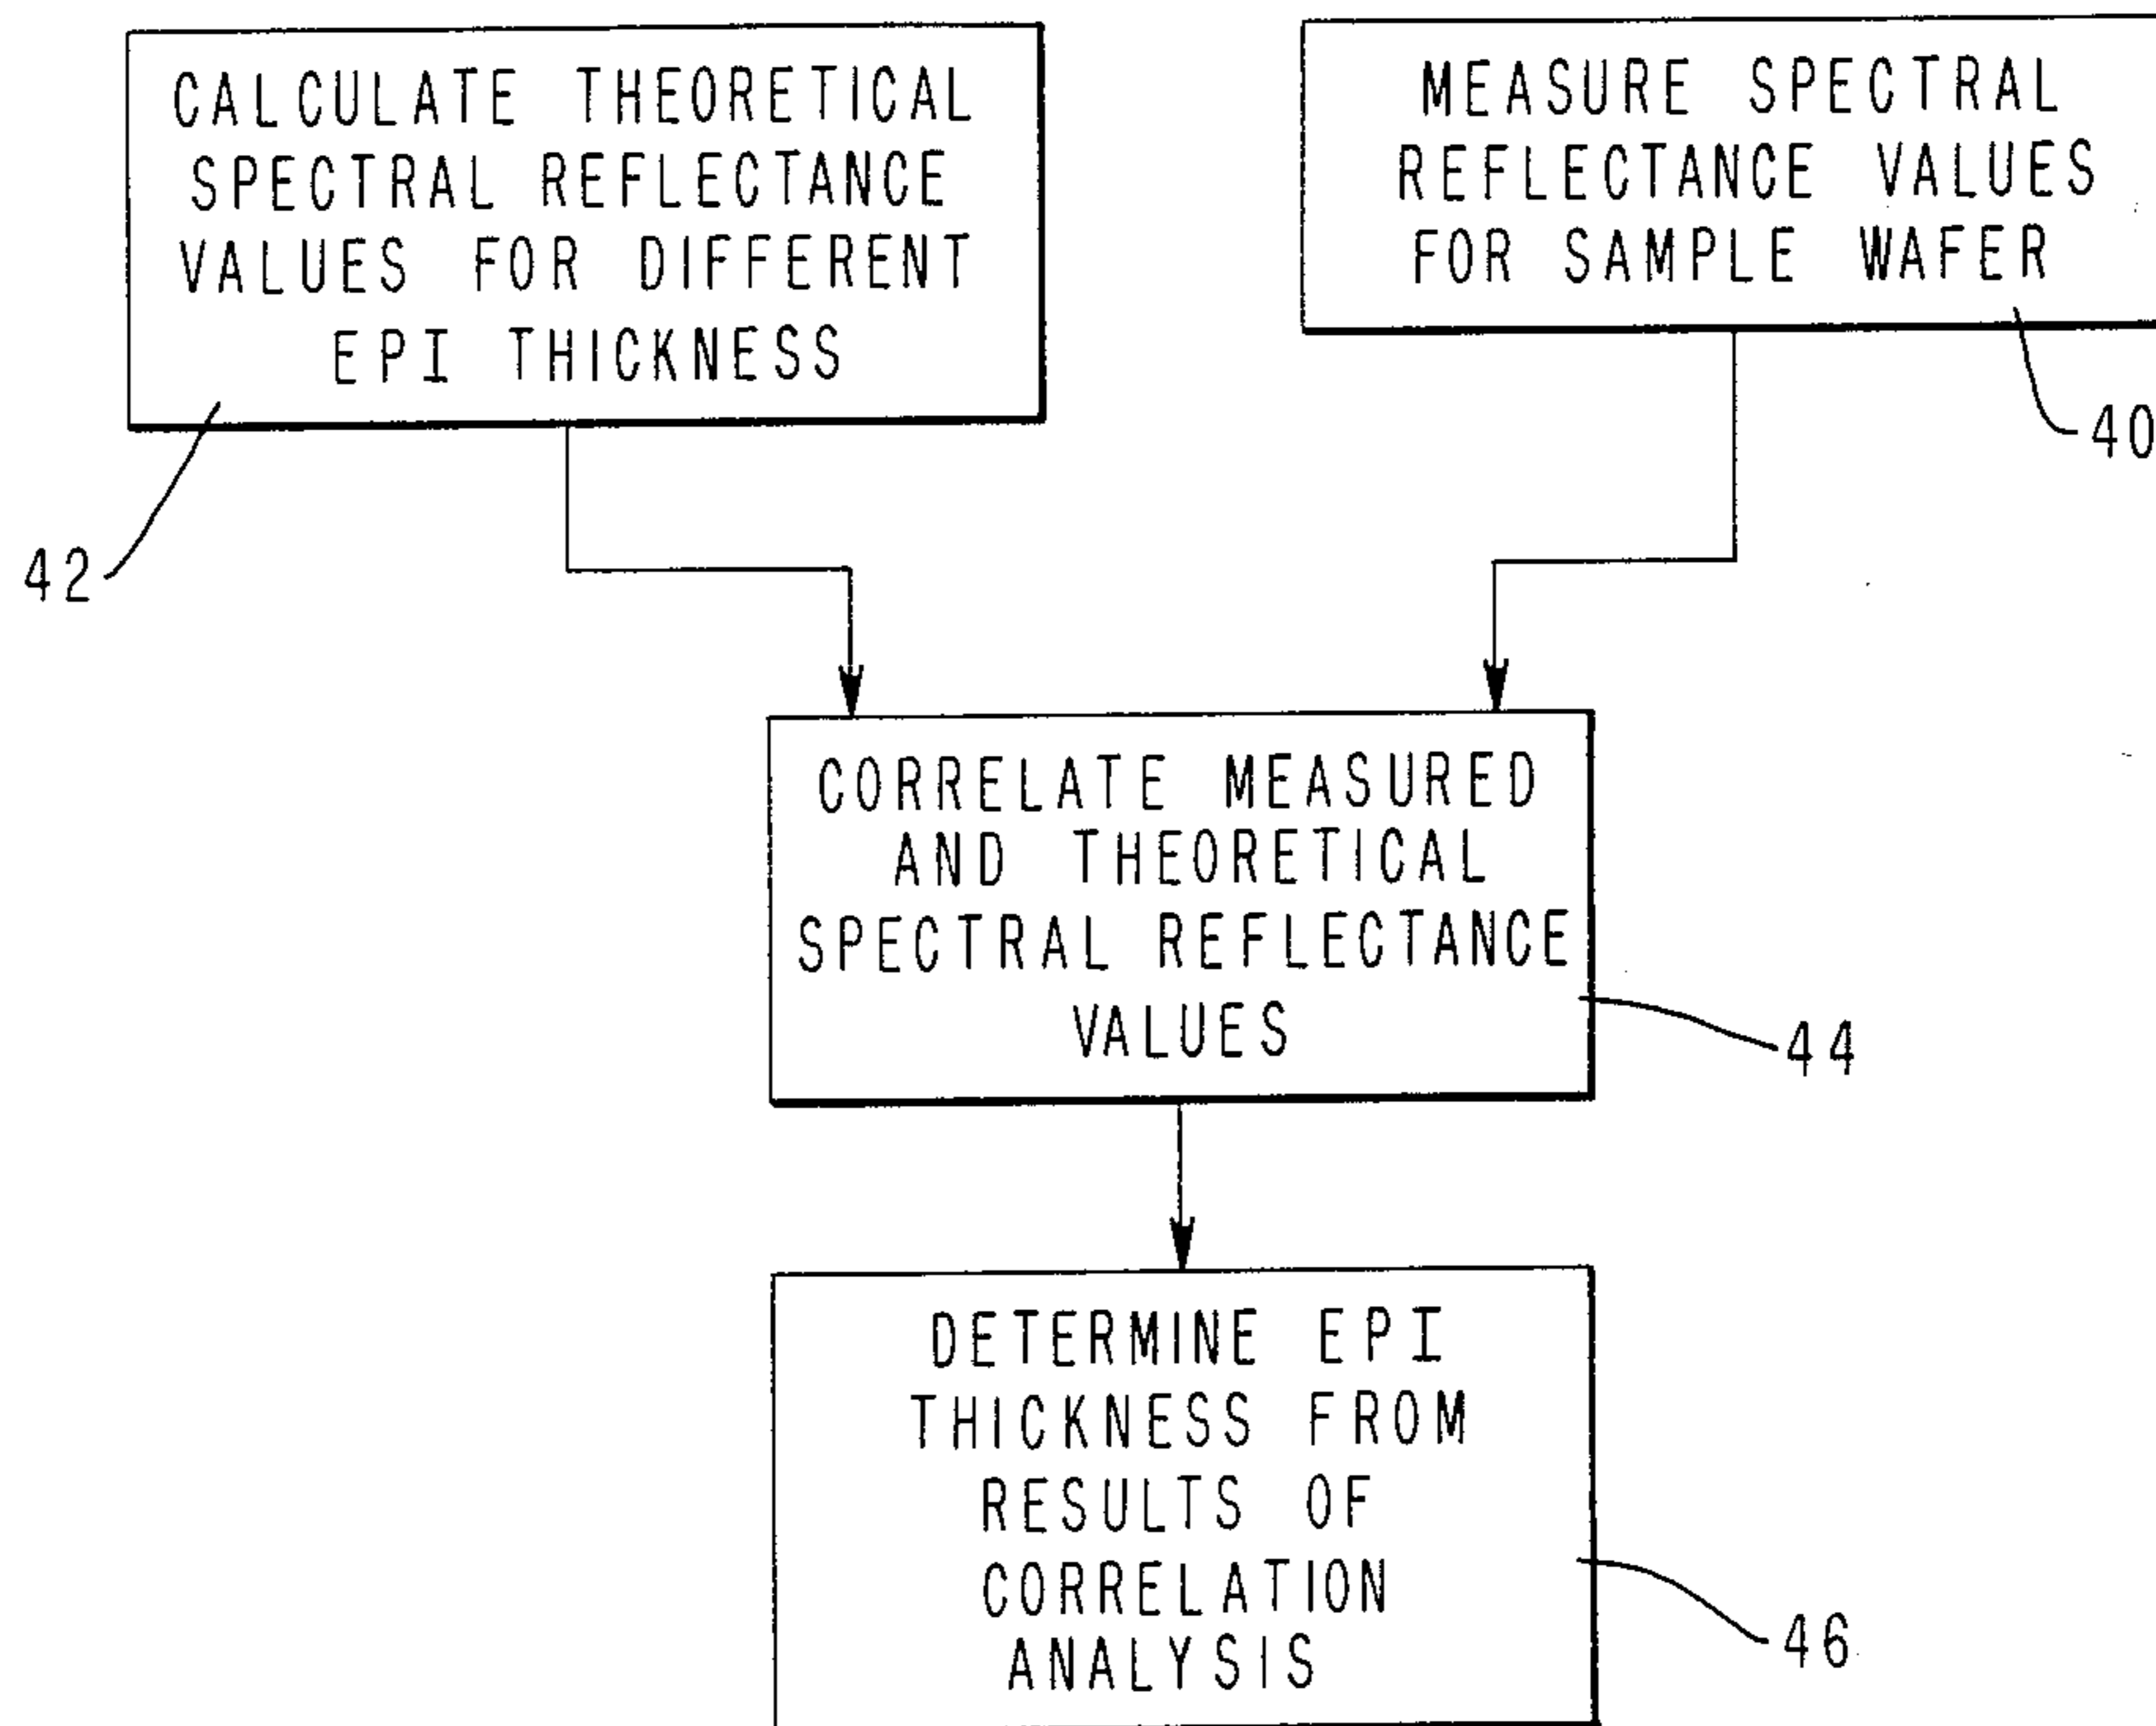 CALCULATE THEORETICAL
SPECTRAL REFLECTANCE
VALUES FOR DIFFERENT
EPI THICKNESS
42
MEASURE SPECTRAL
REFLECTANCE VALUES
FOR SAMPLE WAFER
40
CORRELATE MEASURED
AND THEORETICAL
SPECTRAL REFLECTANCE
VALUES
44
DETERMINE EPI
THICKNESS FROM
RESULTS OF
CORRELATION
ANALYSIS
46